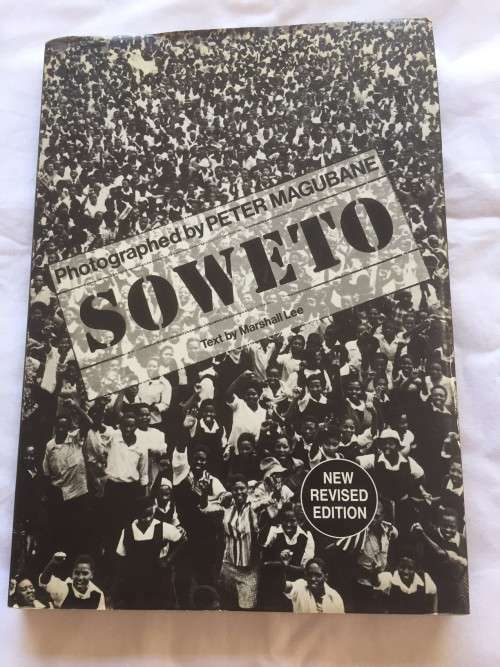 Photographed by PETER MAGUBANE
SOWETO
Text by Marshall Lee
NEW
REVISED
EDITION